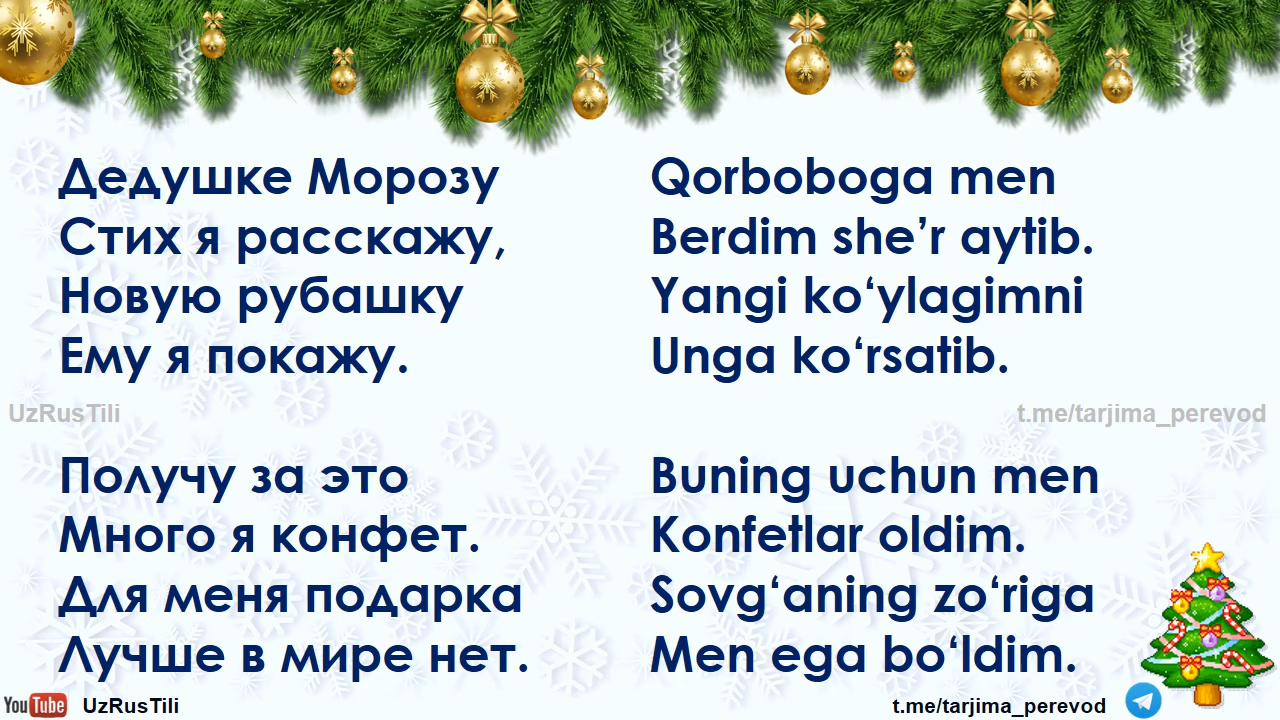 Дедушке Морозу
Стих я расскажу,
Новую рубашку
Ему я покажу.
Qorboboga men
Berdim she’r aytib.
Yangi ko‘ylagimni
Unga ko‘rsatib.
UzRusTili
t.me/tarjima_perevod
Получу за это
Много я конфет.
Для меня подарка
Лучше в мире нет.
Buning uchun men
Konfetlar oldim.
Sovg‘aning zo‘riga
Men ega bo‘ldim.
YouTube UzRusTili
t.me/tarjima_perevod